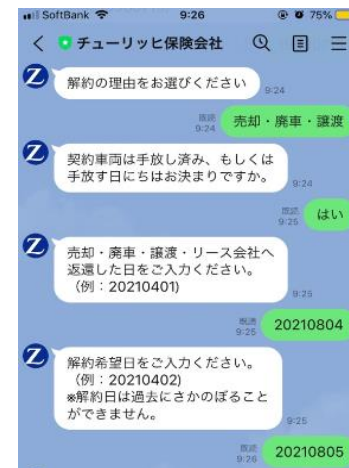 SoftBank 9:26 75%
チューリッヒ保険会社
解約の理由をお選びください
9:24
既読
9:24
売却・廃車・譲渡
契約車両は手放し済み、もしくは
手放す日にちはお決まりですか。
9:24
既読
9:25
はい
売却・廃車・譲渡・リース会社へ
返還した日をご入力ください。
（例：20210401)
9:25
既読
9:25
20210804
解約希望日をご入力ください。
（例：20210402)
※解約日は過去にさかのぼること
ができません。
9:25
既読
9:26
20210805